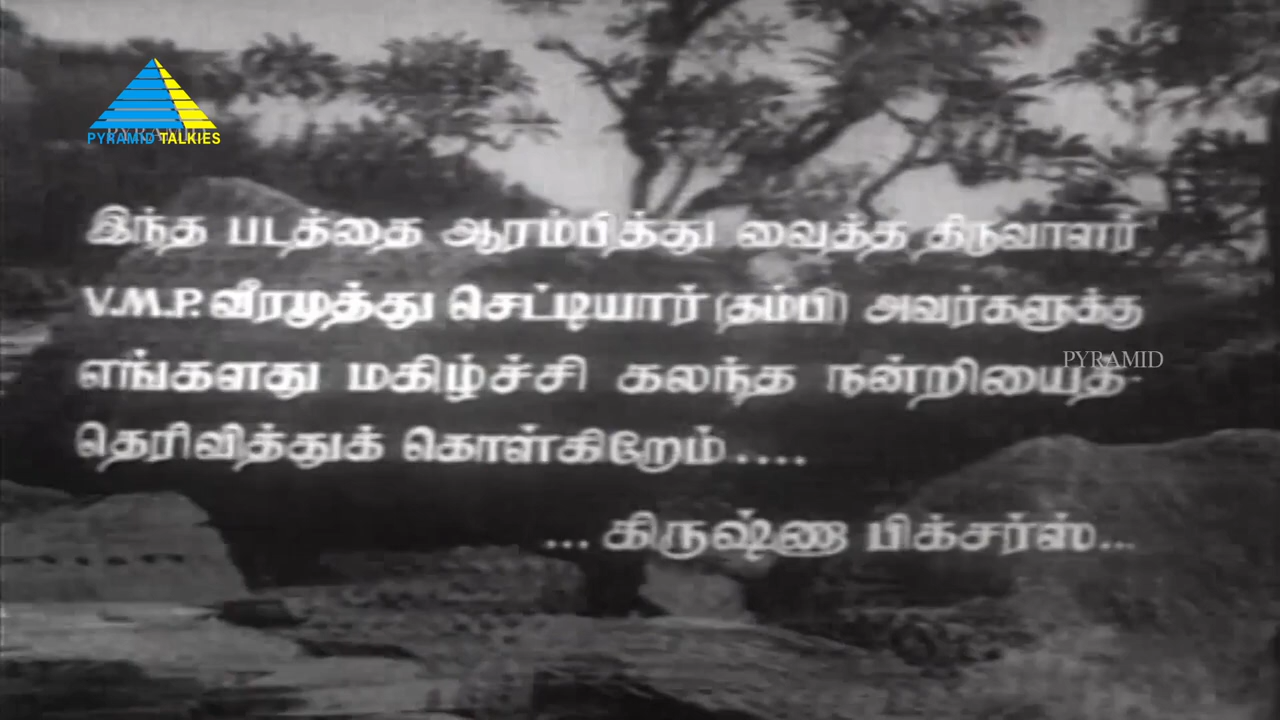 PYRAMID TALKIES
இந்த படத்தை ஆரம்பித்து வைத்த திருவாளர்
V.M.P. வீரமுத்து செட்டியார் (தம்பி) அவர்களுக்கு
PYRAMID
எங்களது மகிழ்ச்சி கலந்த நன்றியைத்
தெரிவித்துக் கொள்கிறேம்....
... கிருஷ்ண பிக்சர்ஸ்...